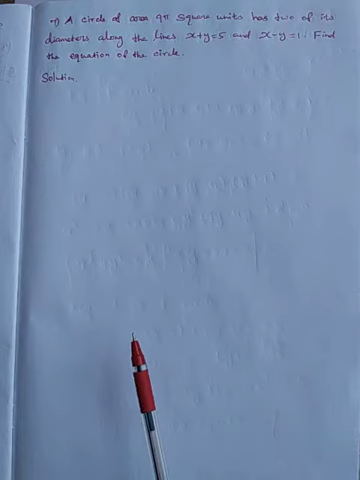 7) A circle of area 9π square units has two of its
diameters along the lines x+y=5 and x-y=1. Find
the equation of the circle.
Solution.